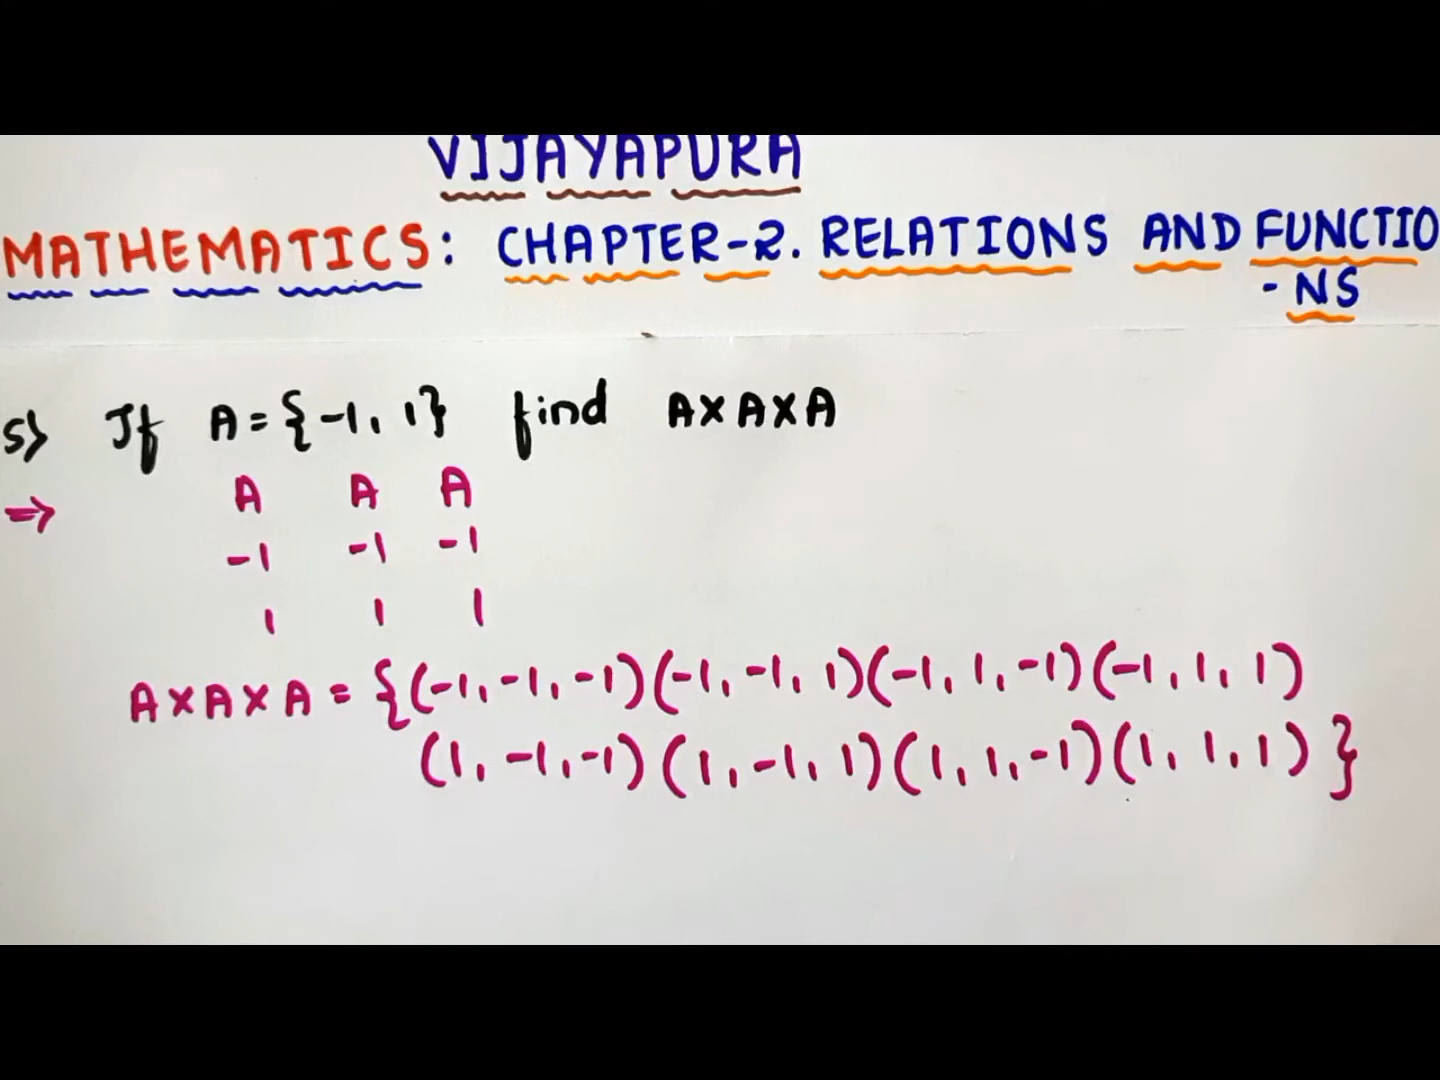 VIJAYAPURA
MATHEMATICS: CHAPTER-2. RELATIONS AND FUNCTIO
-NS
5) If A = {-1, 1} find A×A×A
⇒ A A A
-1 -1 -1
1 1 1
A×A×A = {(-1, -1, -1)(-1, -1, 1)(-1, 1, -1)(-1, 1, 1)
(1, -1, -1)(1, -1, 1)(1, 1, -1)(1, 1, 1)}